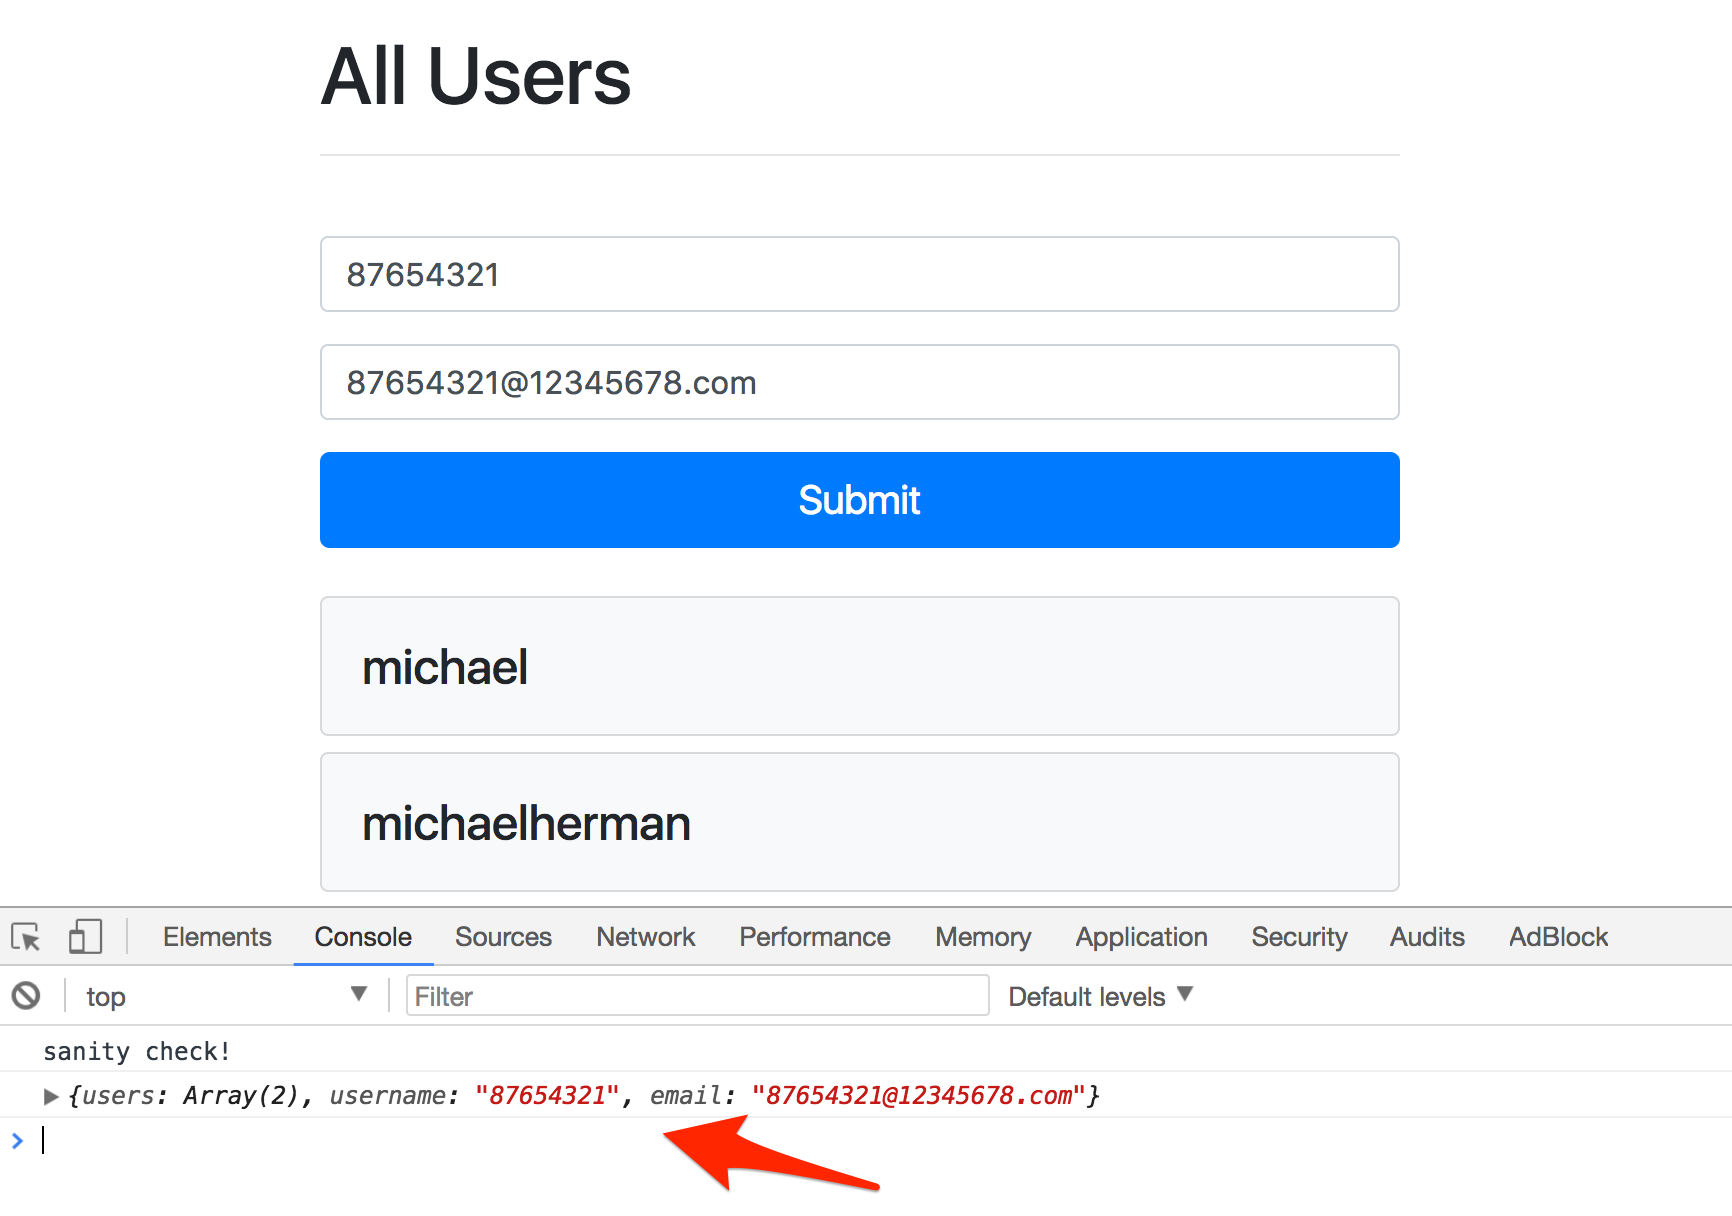 All Users
87654321
87654321@12345678.com
Submit
michael
michaelherman
Elements Console Sources Network Performance Memory Application Security Audits AdBlock
top Filter Default levels
sanity check!
{users: Array(2), username: "87654321", email: "87654321@12345678.com"}